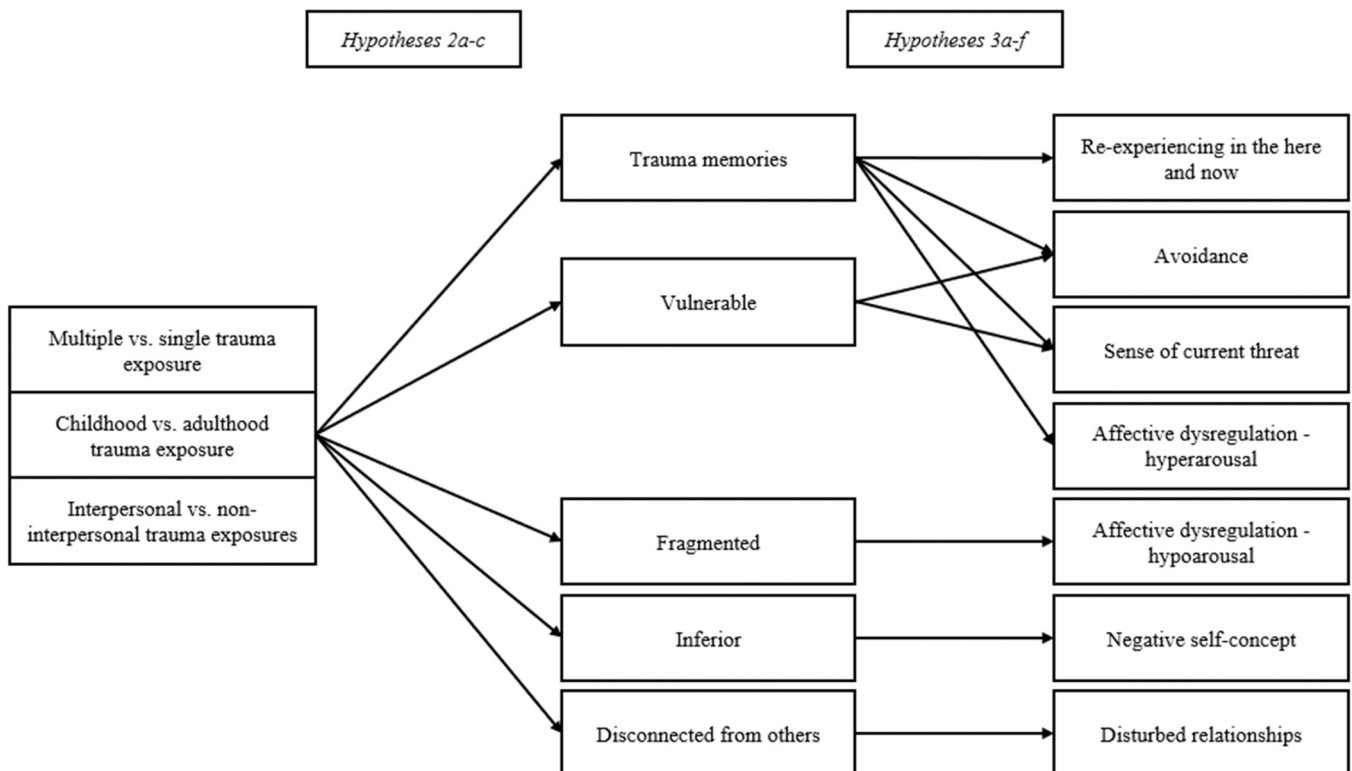 Hypotheses 2a-c
Hypotheses 3a-f
Multiple vs. single trauma
exposure
Childhood vs. adulthood
trauma exposure
Interpersonal vs. non-
interpersonal trauma exposures
Trauma memories
Vulnerable
Fragmented
Inferior
Disconnected from others
Re-experiencing in the here
and now
Avoidance
Sense of current threat
Affective dysregulation -
hyperarousal
Affective dysregulation -
hypoarousal
Negative self-concept
Disturbed relationships